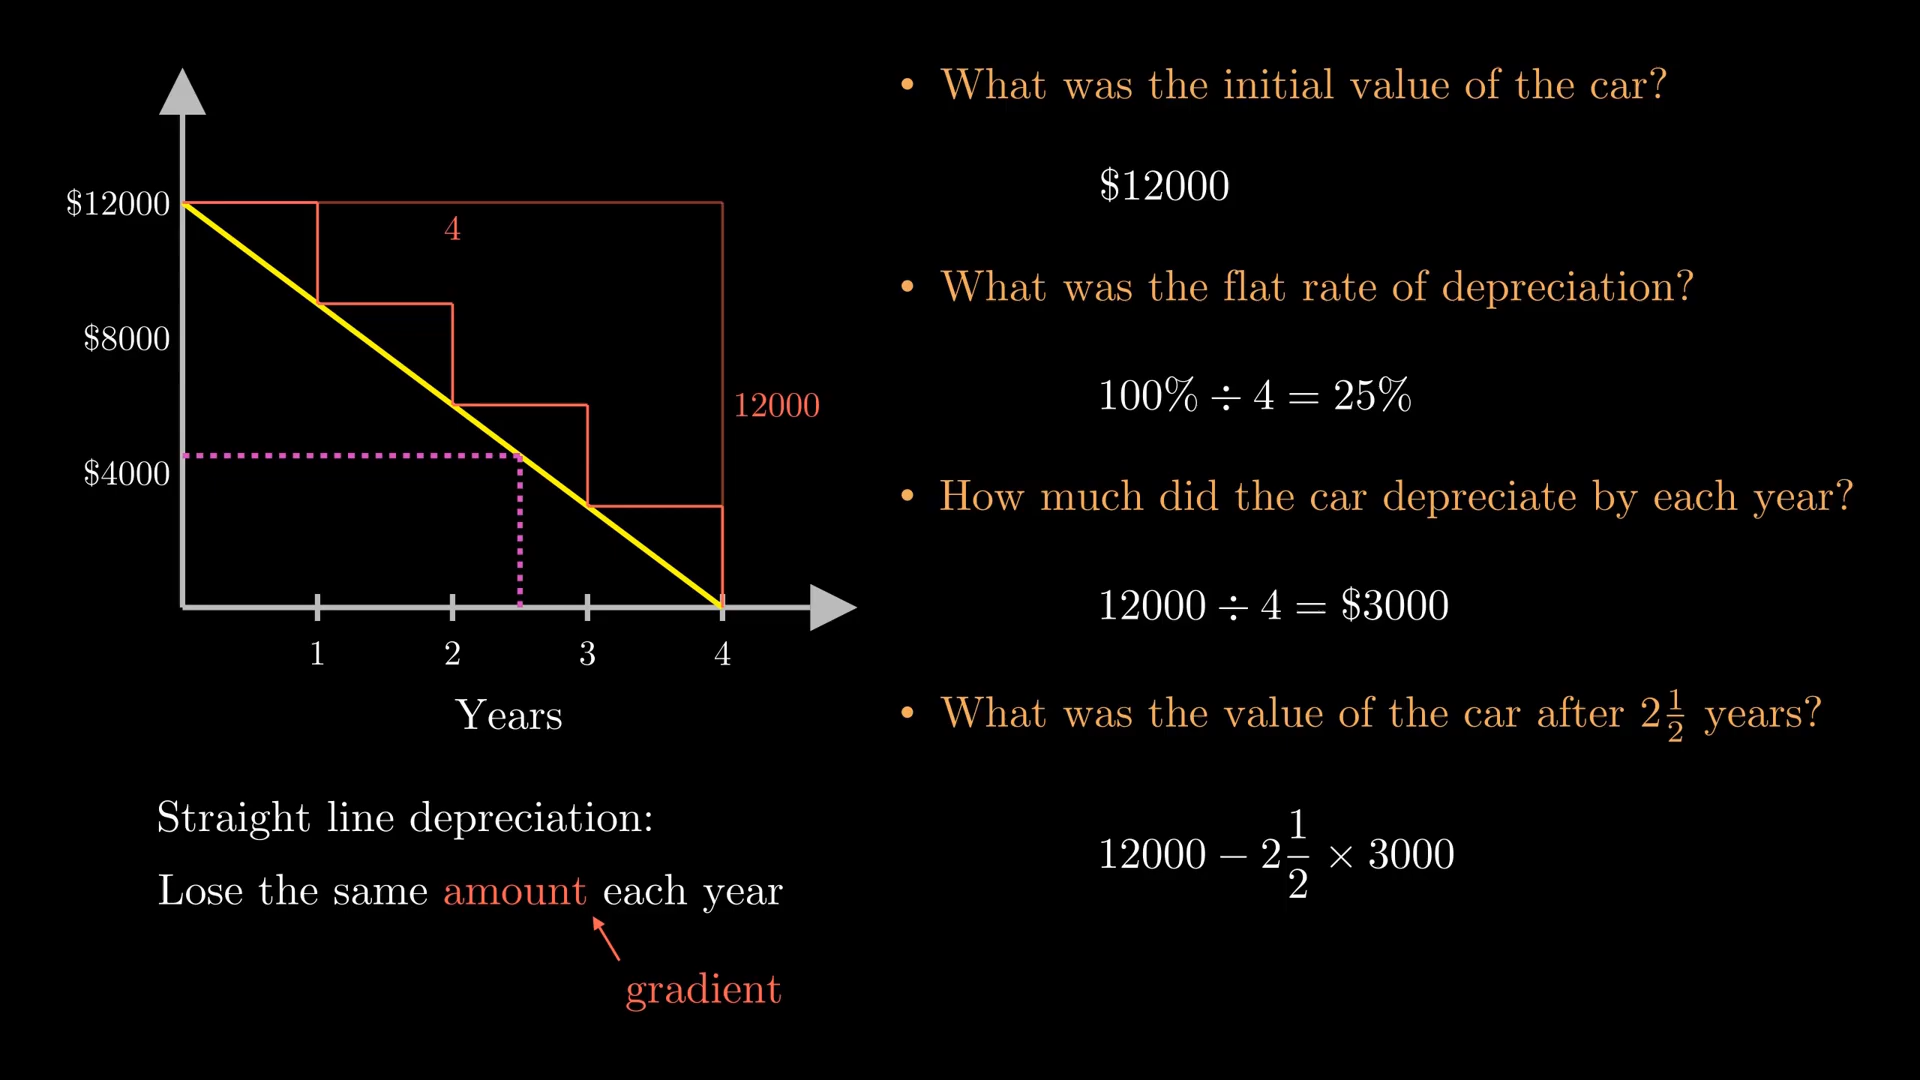 $12000
$8000
$4000
4
12000
1 2 3 4
Years
Straight line depreciation:
Lose the same amount each year
gradient
• What was the initial value of the car?
$12000
• What was the flat rate of depreciation?
100% ÷ 4 = 25%
• How much did the car depreciate by each year?
12000 ÷ 4 = $3000
• What was the value of the car after 2½ years?
12000 − 2½ × 3000